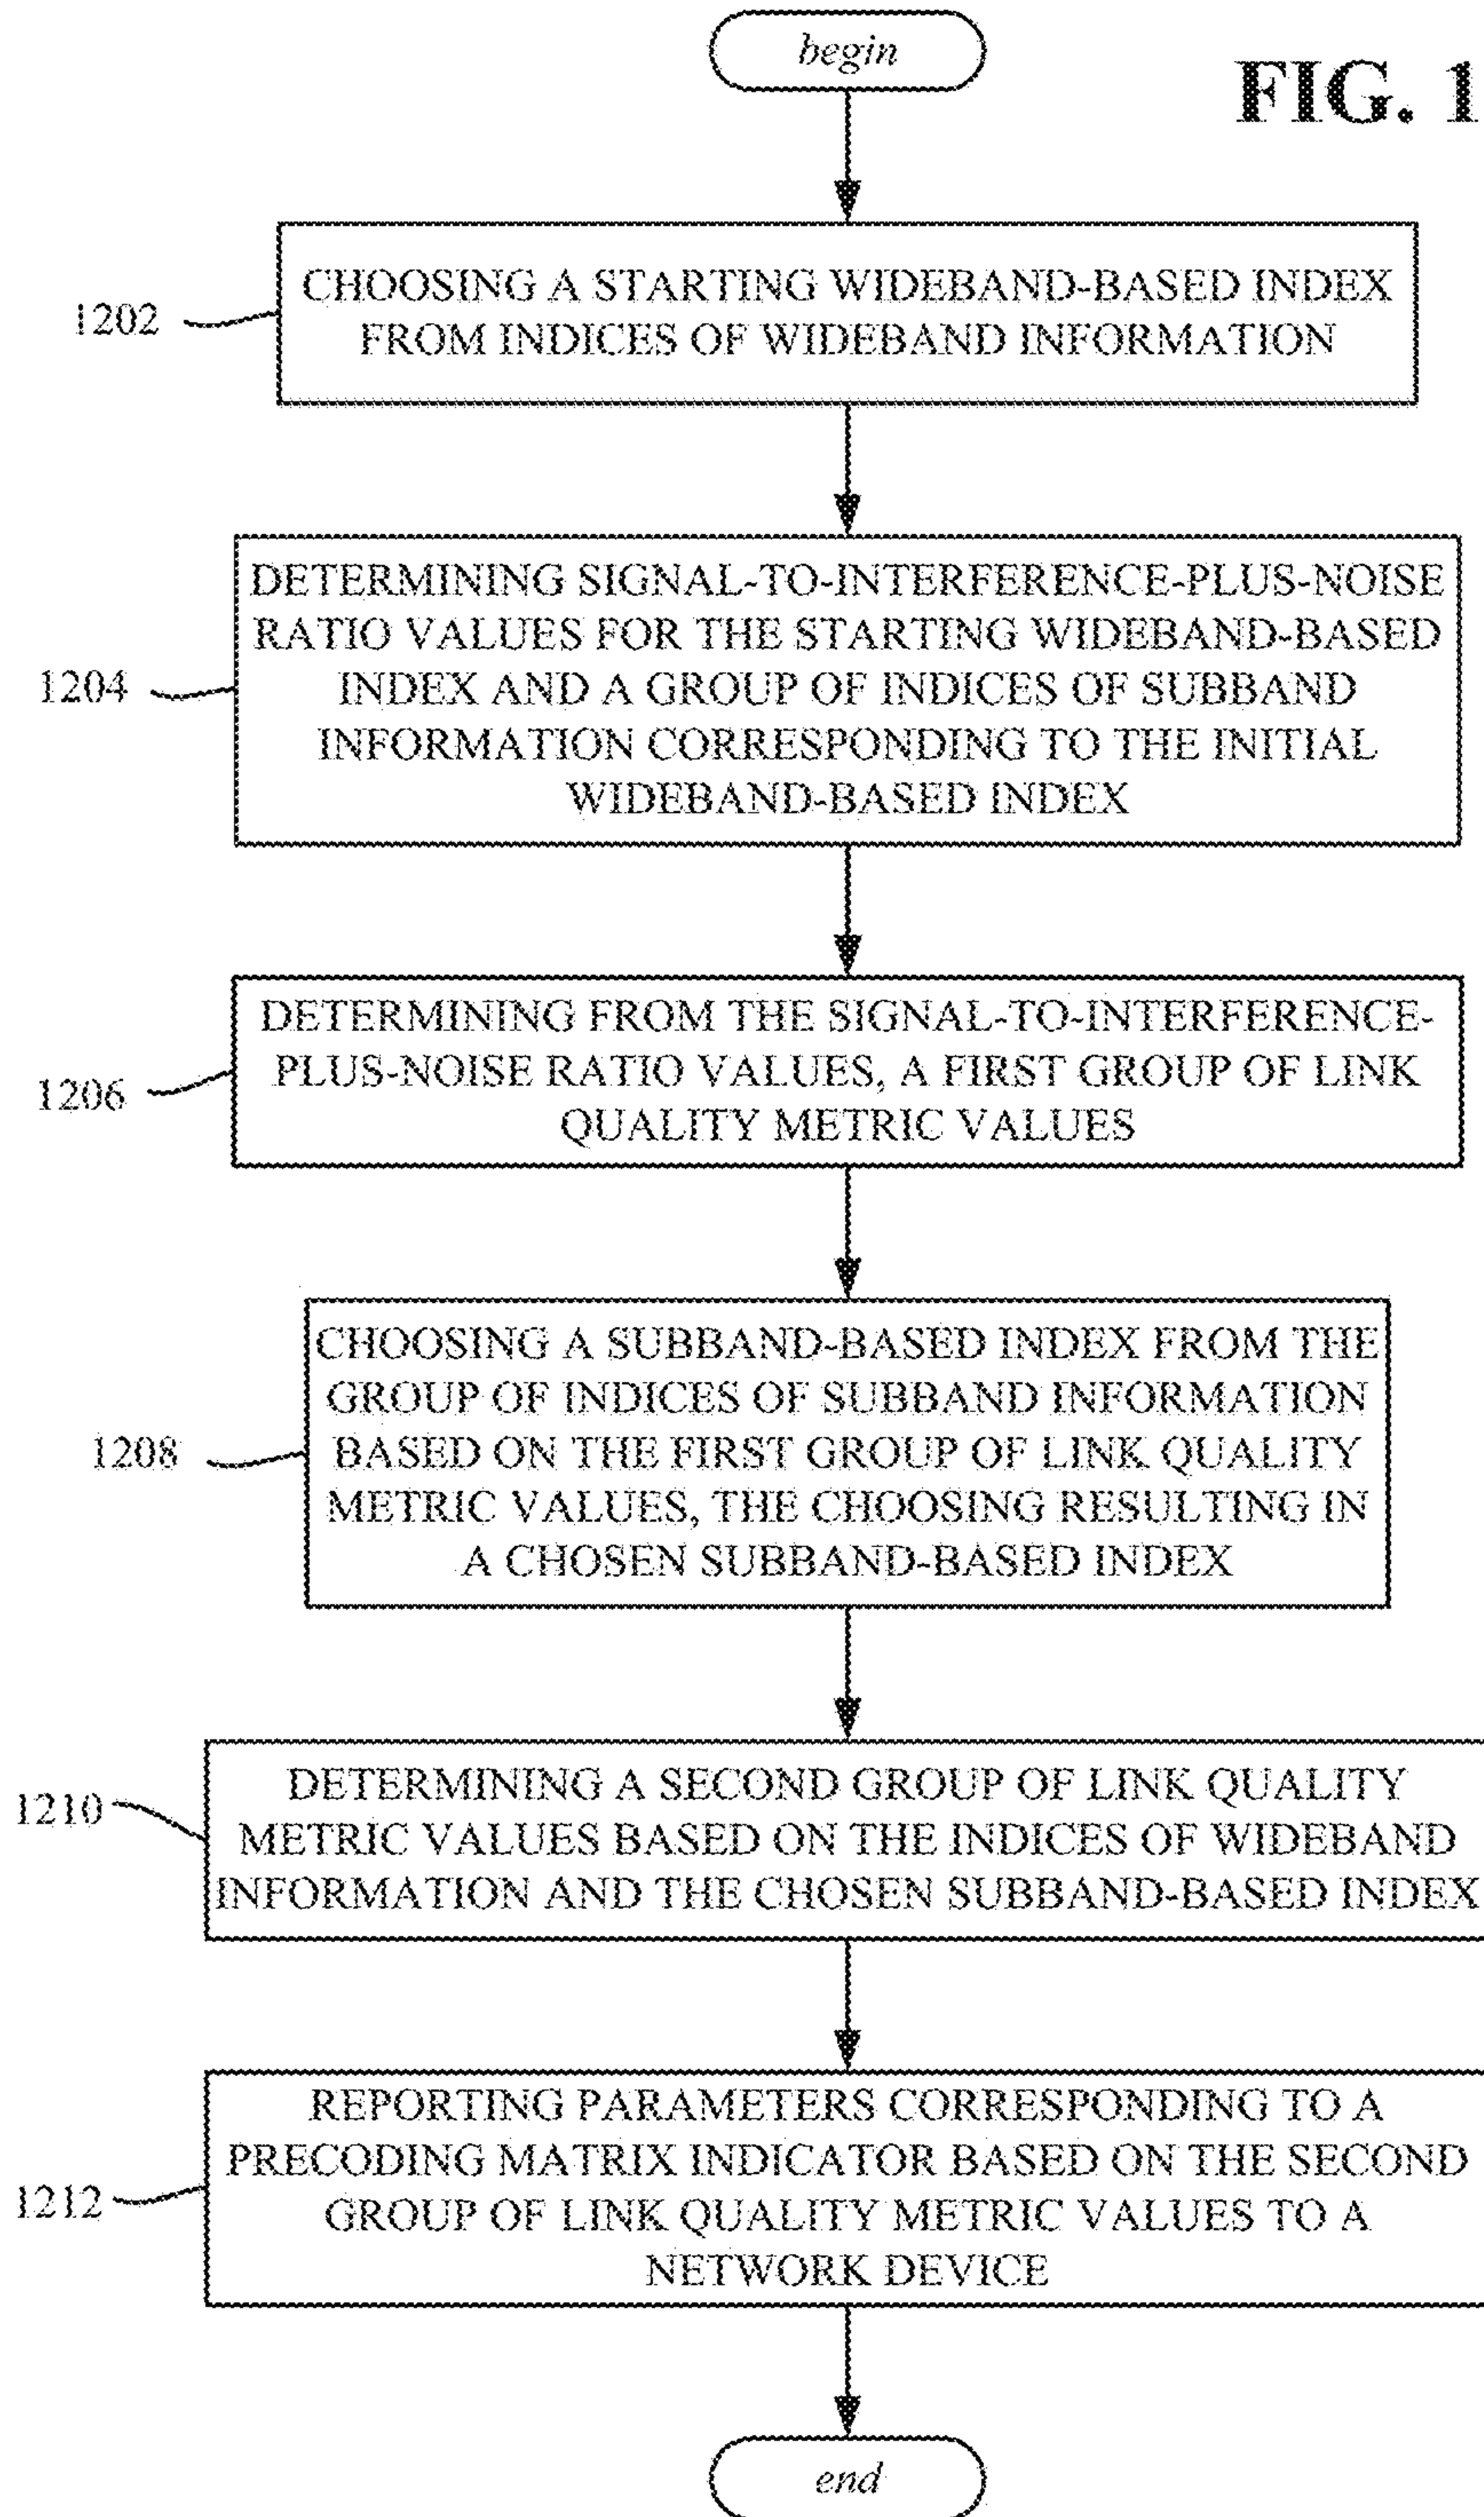 begin
FIG. 1
1202
CHOOSING A STARTING WIDEBAND-BASED INDEX
FROM INDICES OF WIDEBAND INFORMATION
1204
DETERMINING SIGNAL-TO-INTERFERENCE-PLUS-NOISE
RATIO VALUES FOR THE STARTING WIDEBAND-BASED
INDEX AND A GROUP OF INDICES OF SUBBAND
INFORMATION CORRESPONDING TO THE INITIAL
WIDEBAND-BASED INDEX
1206
DETERMINING FROM THE SIGNAL-TO-INTERFERENCE-
PLUS-NOISE RATIO VALUES, A FIRST GROUP OF LINK
QUALITY METRIC VALUES
1208
CHOOSING A SUBBAND-BASED INDEX FROM THE
GROUP OF INDICES OF SUBBAND INFORMATION
BASED ON THE FIRST GROUP OF LINK QUALITY
METRIC VALUES, THE CHOOSING RESULTING IN
A CHOSEN SUBBAND-BASED INDEX
1210
DETERMINING A SECOND GROUP OF LINK QUALITY
METRIC VALUES BASED ON THE INDICES OF WIDEBAND
INFORMATION AND THE CHOSEN SUBBAND-BASED INDEX
1212
REPORTING PARAMETERS CORRESPONDING TO A
PRECODING MATRIX INDICATOR BASED ON THE SECOND
GROUP OF LINK QUALITY METRIC VALUES TO A
NETWORK DEVICE
end